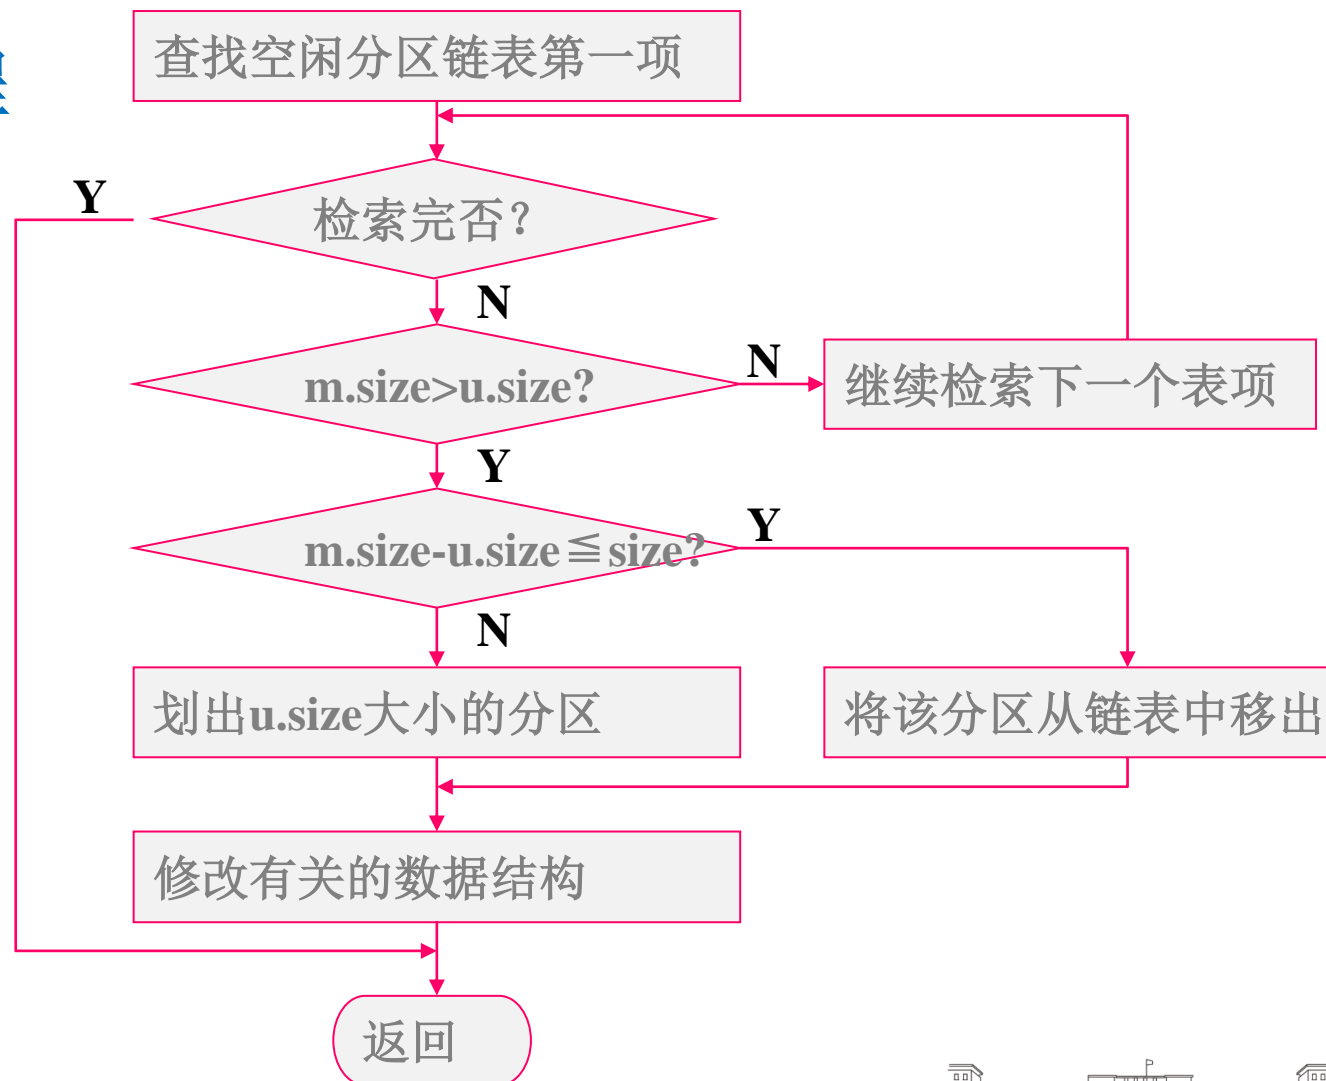 查找空闲分区链表第一项
Y
检索完否?
N
m.size>u.size?
N
继续检索下一个表项
Y
m.size-u.size≦size?
Y
N
划出u.size大小的分区
将该分区从链表中移出
修改有关的数据结构
返回